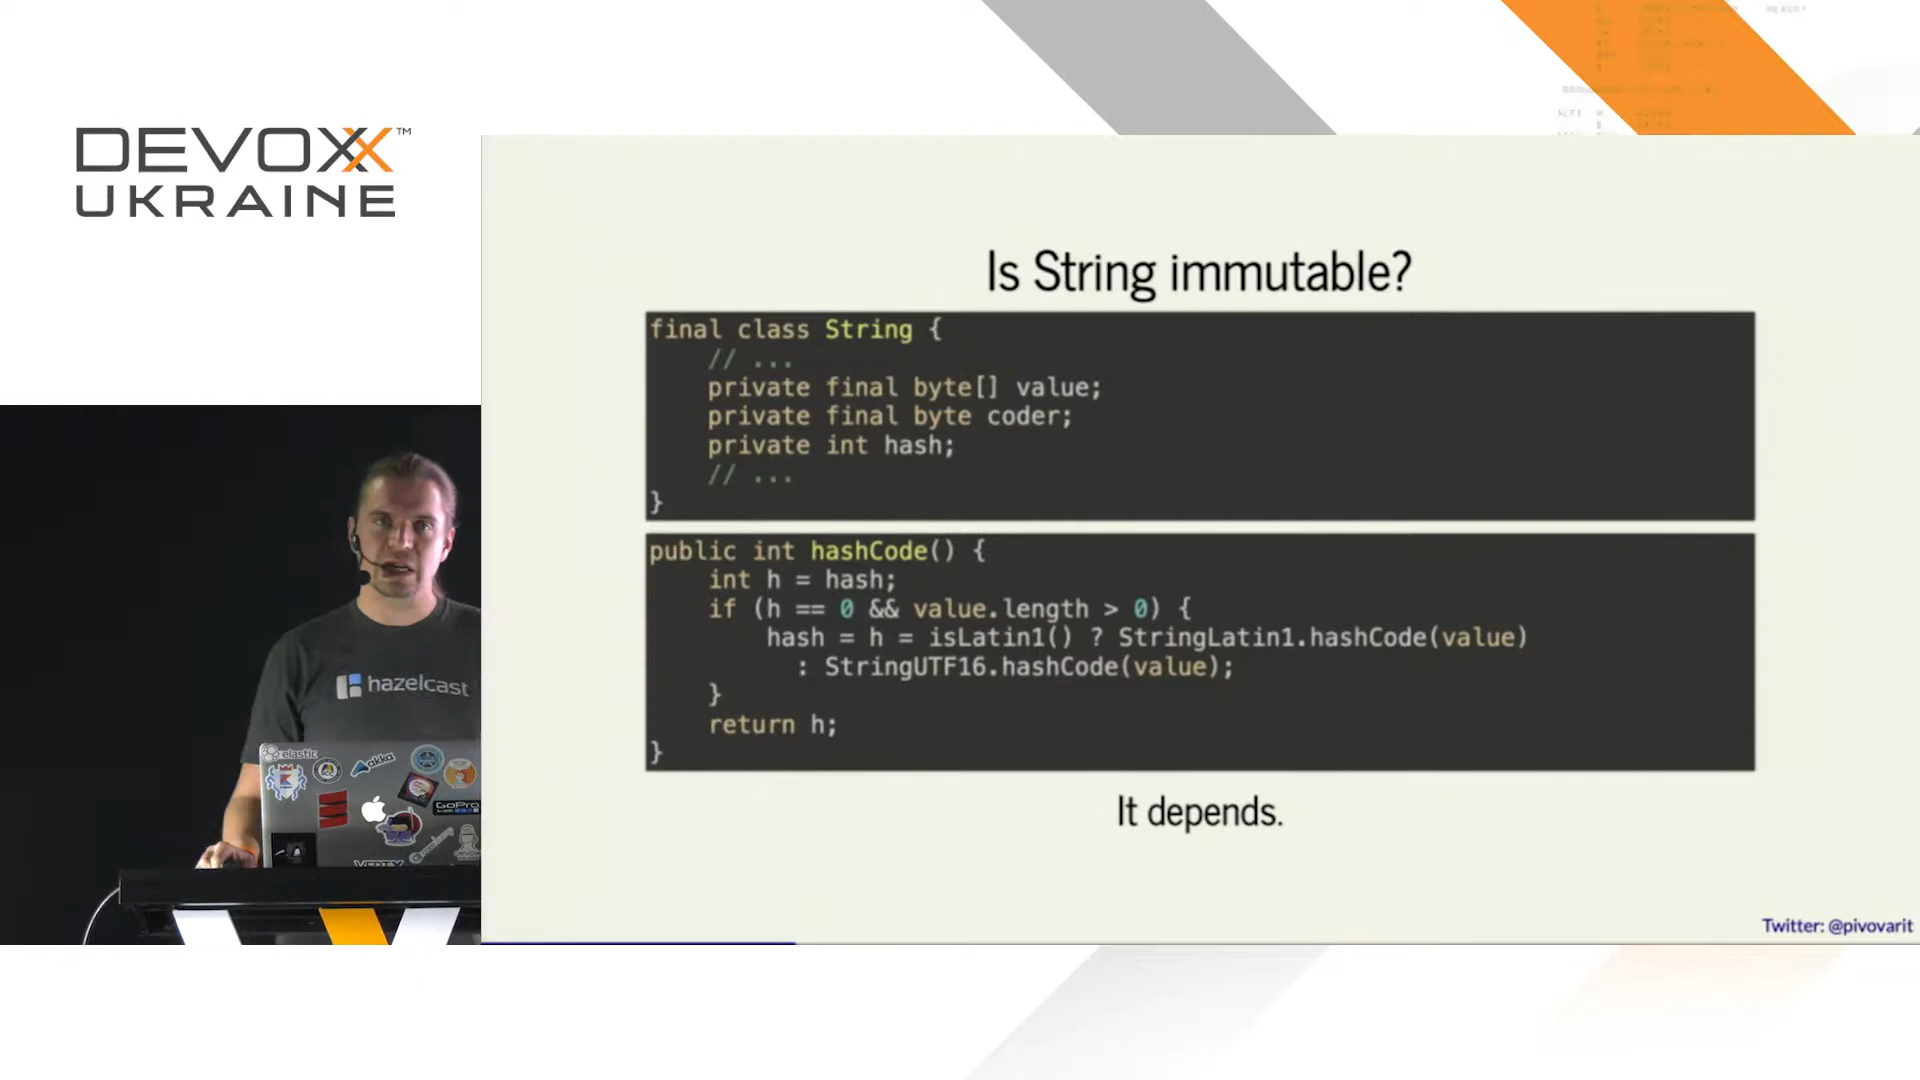 DEVOXX™
UKRAINE
Is String immutable?
final class String {
// ...
private final byte[] value;
private final byte coder;
private int hash;
// ...
}
public int hashCode() {
int h = hash;
if (h == 0 && value.length > 0) {
hash = h = isLatin1() ? StringLatin1.hashCode(value)
: StringUTF16.hashCode(value);
}
return h;
}
It depends.
Twitter: @pivovarit
hazelcast
elastic
akka
GoPro
VERTX